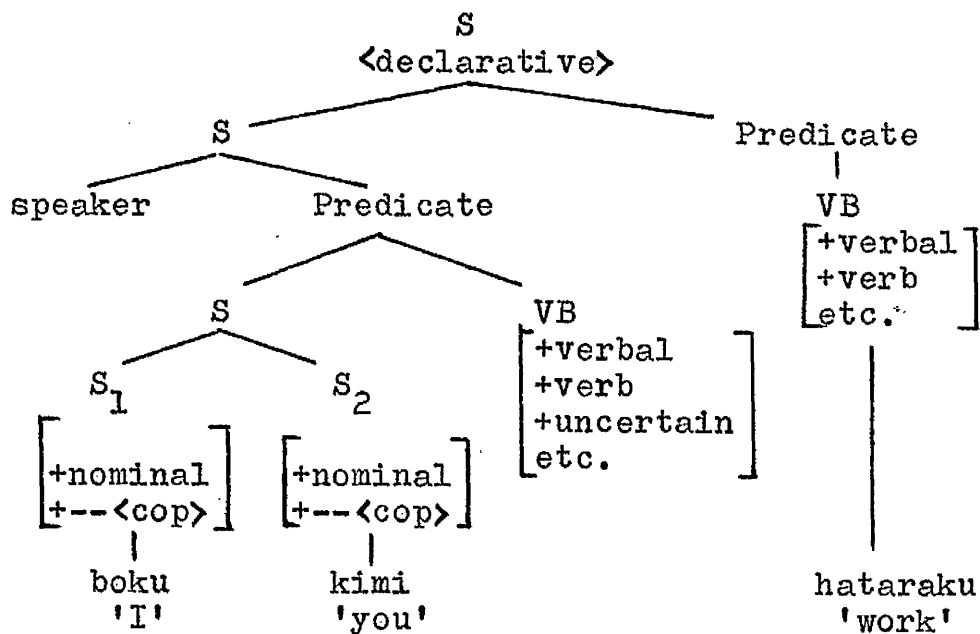 S
<declarative>
S Predicate
speaker Predicate VB
+verbal
+verb
etc.
S VB
+verbal
+verb
+uncertain
etc.
S1 S2
+nominal +nominal
+--<cop> +--<cop>
boku kimi hataraku
'I' 'you' 'work'